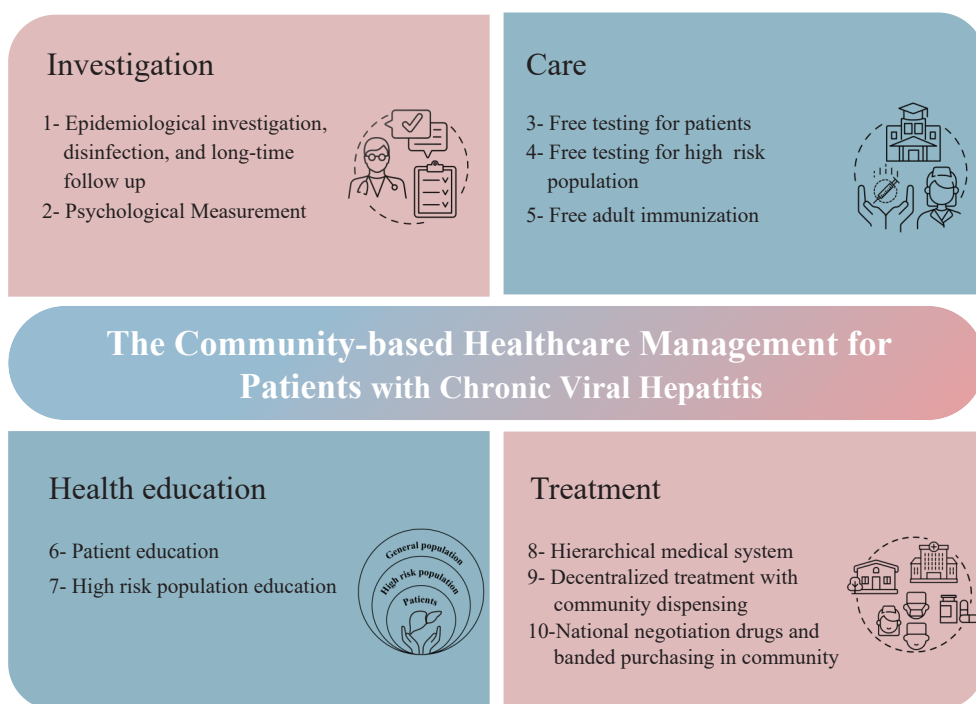 Investigation
1- Epidemiological investigation,
disinfection, and long-time
follow up
2- Psychological Measurement
Care
3- Free testing for patients
4- Free testing for high risk
population
5- Free adult immunization
The Community-based Healthcare Management for
Patients with Chronic Viral Hepatitis
Health education
6- Patient education
7- High risk population education
General population
High risk population
Patients
Treatment
8- Hierarchical medical system
9- Decentralized treatment with
community dispensing
10-National negotiation drugs and
banded purchasing in community